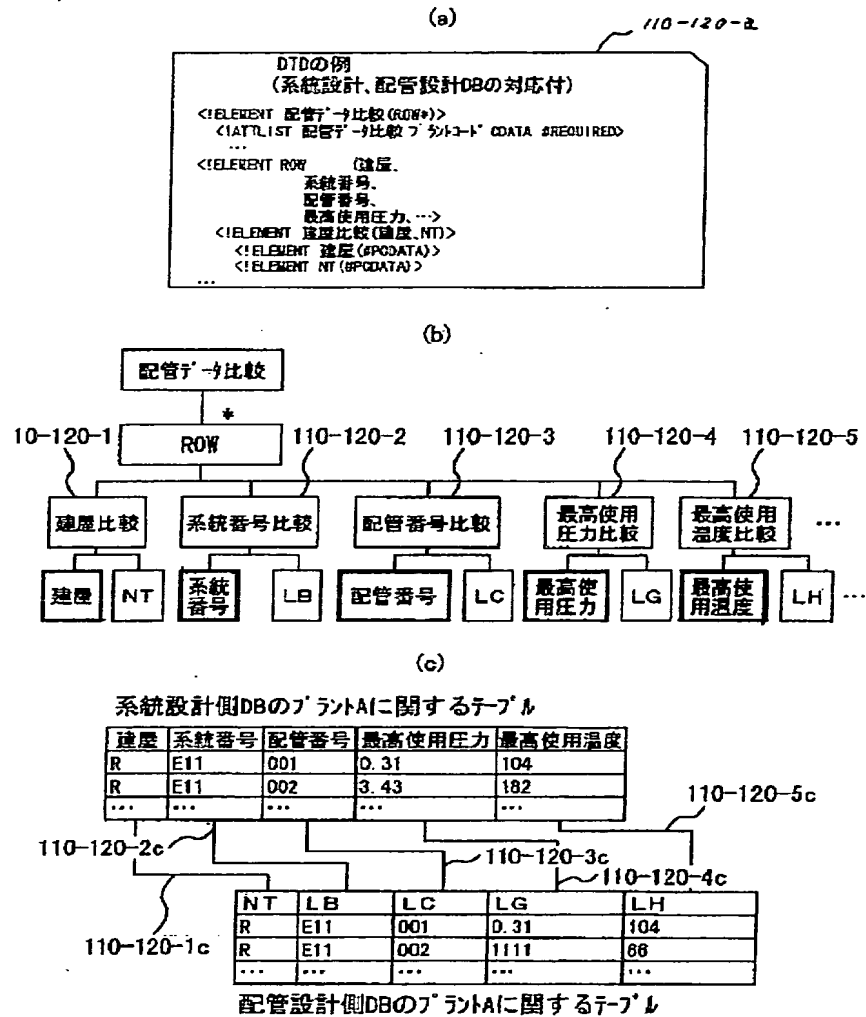 (a)
110-120-a
DTDの例
(系統設計、配管設計DBの対応付)
<!ELEMENT 配管データ比較(ROW*)>
<!ATTLIST 配管データ比較 プラントコード CDATA #REQUIRED>
...
<!ELEMENT ROW (建屋、
系統番号、
配管番号、
最高使用圧力、…>
<!ELEMENT 建屋比較(建屋、NT)>
<!ELEMENT 建屋(#PCDATA)>
<!ELEMENT NT(#PCDATA)>
...
(b)
配管データ比較
*
10-120-1 ROW 110-120-2 110-120-3 110-120-4 110-120-5
建屋比較 系統番号比較 配管番号比較 最高使用圧力比較 最高使用温度比較 …
建屋 NT 系統番号 LB 配管番号 LC 最高使用圧力 LG 最高使用温度 LH …
(c)
系統設計側DBのプラントAに関するテーブル
建屋 系統番号 配管番号 最高使用圧力 最高使用温度
R E11 001 0.31 104
R E11 002 3.43 182
... ... ... ... ...
110-120-5c
110-120-2c 110-120-3c
110-120-4c
NT LB LC LG LH
R E11 001 0.31 104
110-120-1c
R E11 002 1111 66
... ... ... ... ...
配管設計側DBのプラントAに関するテーブル